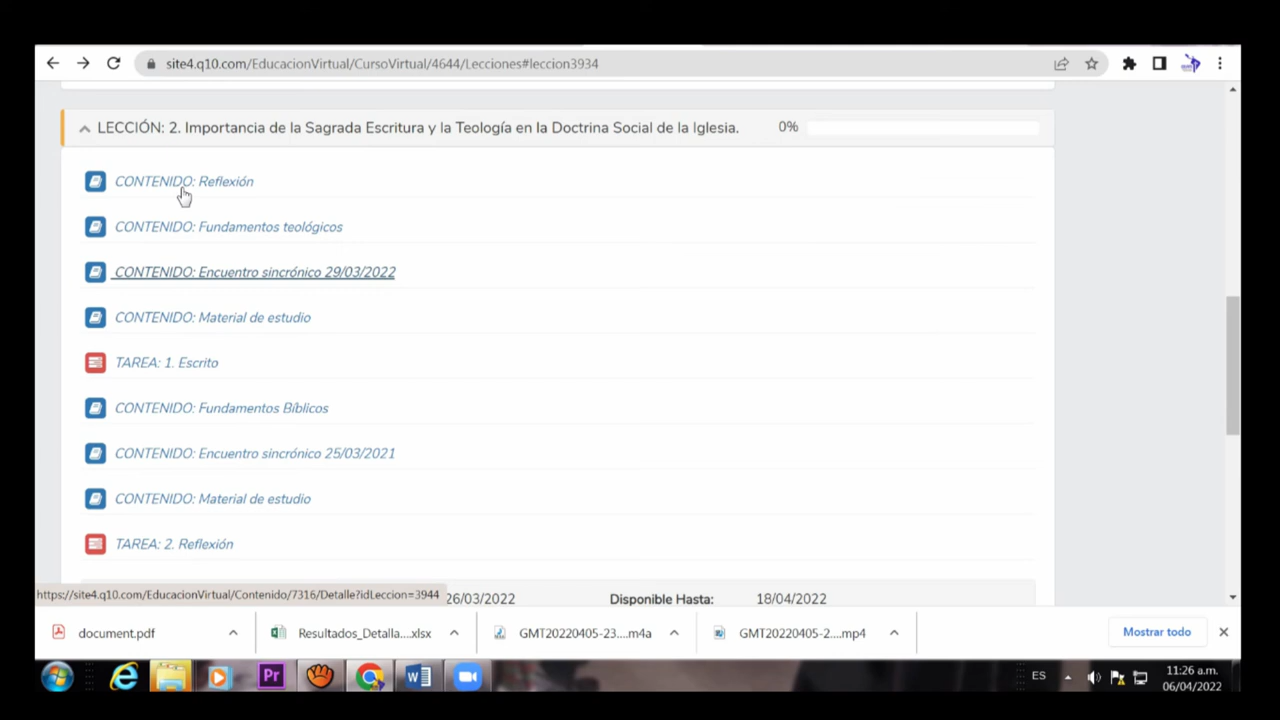 site4.q10.com/EducacionVirtual/CursoVirtual/4644/Lecciones#leccion3934
LECCIÓN: 2. Importancia de la Sagrada Escritura y la Teología en la Doctrina Social de la Iglesia. 0%
CONTENIDO: Reflexión
CONTENIDO: Fundamentos teológicos
CONTENIDO: Encuentro sincrónico 29/03/2022
CONTENIDO: Material de estudio
TAREA: 1. Escrito
CONTENIDO: Fundamentos Bíblicos
CONTENIDO: Encuentro sincrónico 25/03/2021
CONTENIDO: Material de estudio
TAREA: 2. Reflexión
https://site4.q10.com/EducacionVirtual/Contenido/7316/Detalle?idLeccion=3944 26/03/2022 Disponible Hasta: 18/04/2022
document.pdf Resultados_Detalla....xlsx GMT20220405-23....m4a GMT20220405-2....mp4 Mostrar todo
Pr W ES 11:26 a.m.
06/04/2022